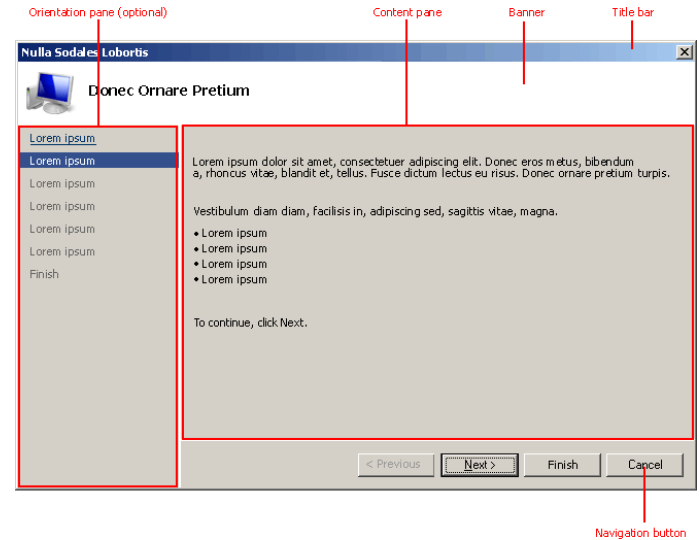 Orientation pane (optional)
Content pane
Banner
Title bar
Nulla Sodales Lobortis
Donec Ornare Pretium
Lorem ipsum
Lorem ipsum
Lorem ipsum
Lorem ipsum
Lorem ipsum
Lorem ipsum
Finish
Lorem ipsum dolor sit amet, consectetuer adipiscing elit. Donec eros metus, bibendum
a, rhoncus vitae, blandit et, tellus. Fusce dictum lectus eu risus. Donec ornare pretium turpis.
Vestibulum diam diam, facilisis in, adipiscing sed, sagittis vitae, magna.
• Lorem ipsum
• Lorem ipsum
• Lorem ipsum
• Lorem ipsum
To continue, click Next.
< Previous
Next >
Finish
Cancel
Navigation button